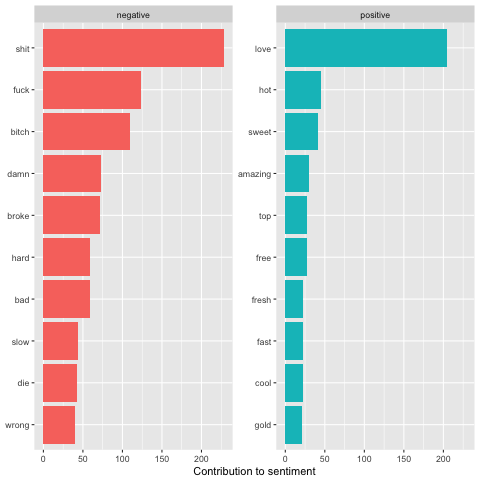 negative
shit
fuck
bitch
damn
broke
hard
bad
slow
die
wrong
0 50 100 150 200
positive
love
hot
sweet
amazing
top
free
fresh
fast
cool
gold
0 50 100 150 200
Contribution to sentiment